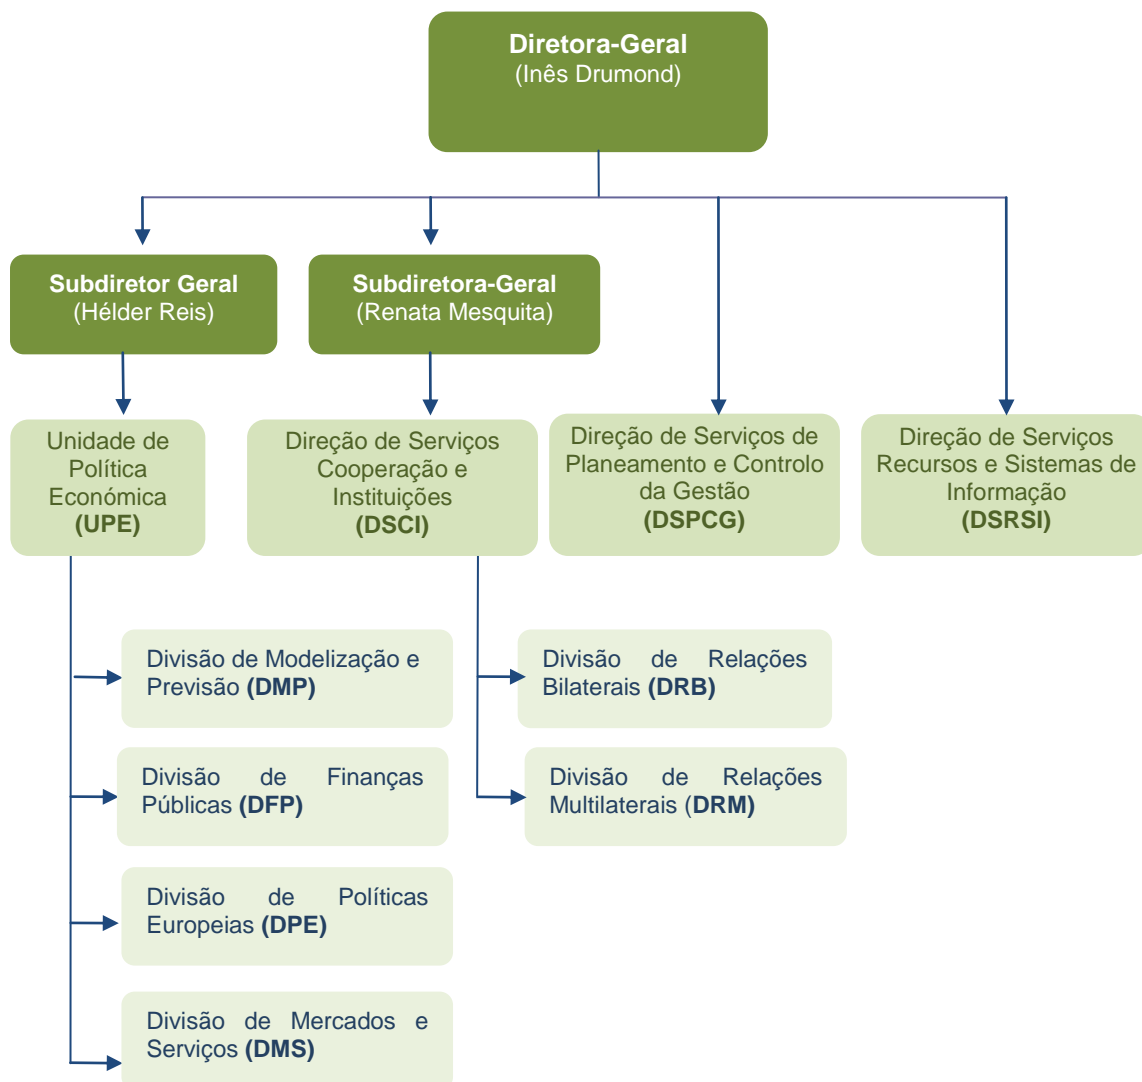 Diretora-Geral
(Inês Drumond)
Subdiretor Geral
(Hélder Reis)
Subdiretora-Geral
(Renata Mesquita)
Unidade de
Política
Económica
(UPE)
Direção de Serviços
Cooperação e
Instituições
(DSCI)
Direção de Serviços de
Planeamento e Controlo
da Gestão
(DSPCG)
Direção de Serviços
Recursos e Sistemas de
Informação
(DSRSI)
Divisão de Modelização e
Previsão (DMP)
Divisão de Finanças
Públicas (DFP)
Divisão de Políticas
Europeias (DPE)
Divisão de Mercados e
Serviços (DMS)
Divisão de Relações
Bilaterais (DRB)
Divisão de Relações
Multilaterais (DRM)